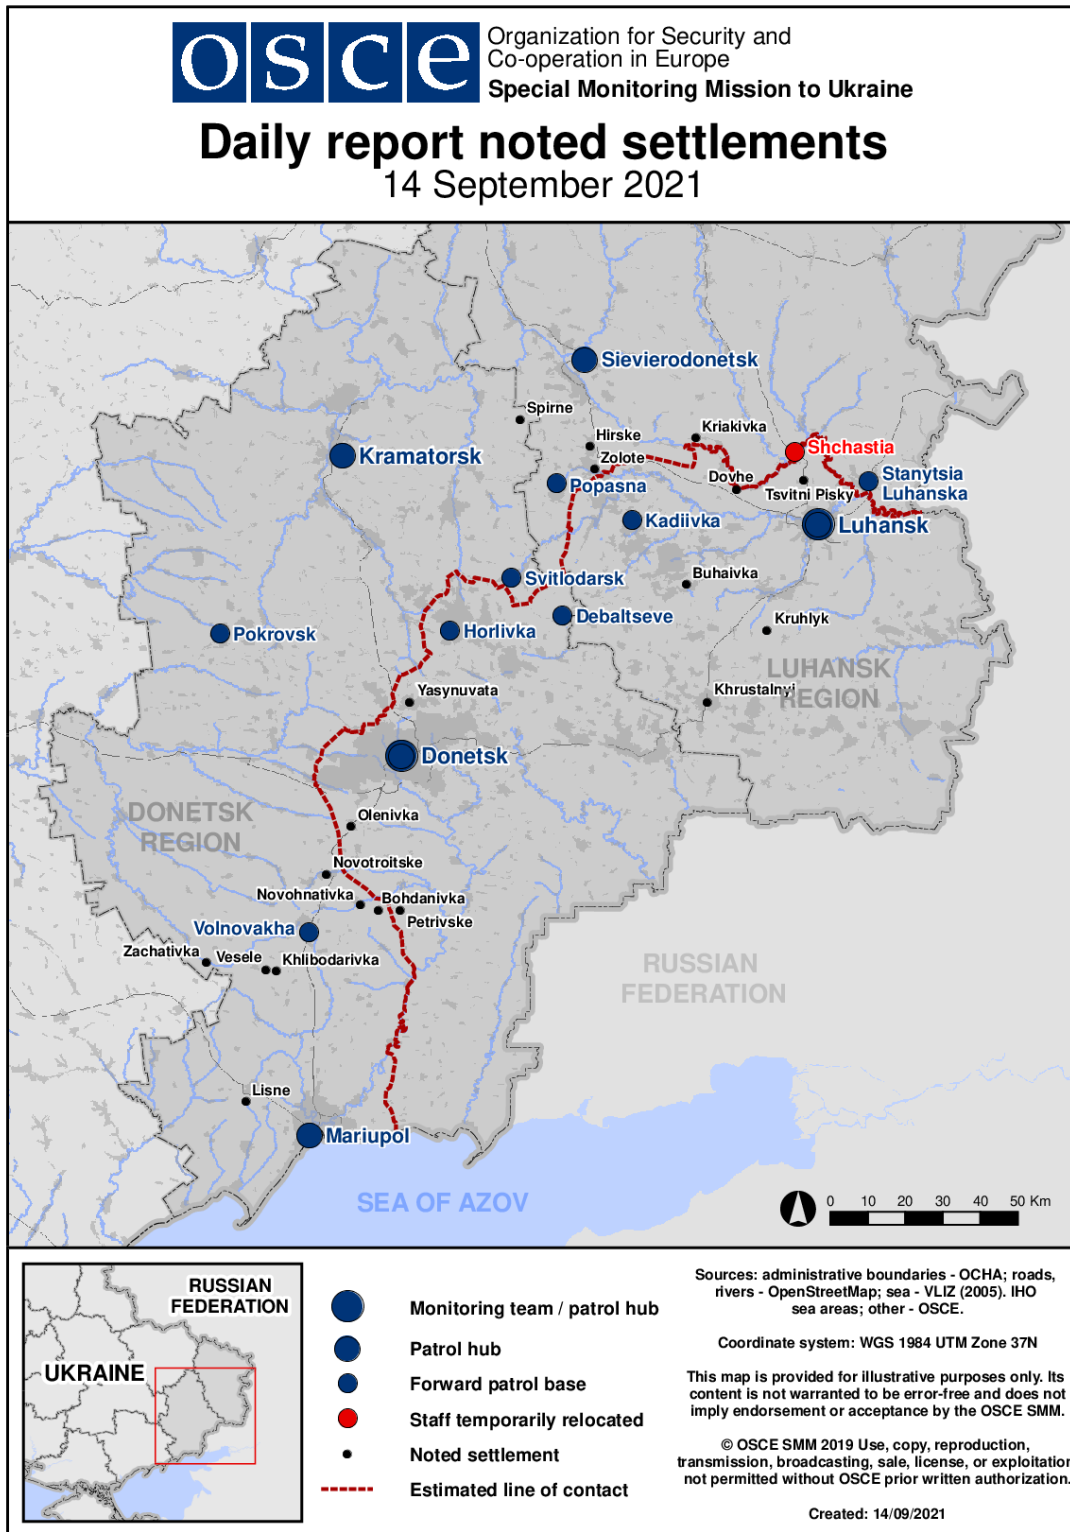 osce
Organization for Security and
Co-operation in Europe
Special Monitoring Mission to Ukraine
Daily report noted settlements
14 September 2021
Sievierodonetsk
Spirne
Kriakivka
Hirske
Shchastia
Kramatorsk
Zolote
Dovhe
Stanytsia
Luhanska
Popasna
Tsvitni Pisky
Kadiivka
Luhansk
Svitlodarsk
Buhaivka
Debaltseve
Kruhlyk
Pokrovsk
Horlivka
LUHANSK
REGION
Yasynuvata
Khrustalnyi
Donetsk
DONETSK
REGION
Olenivka
Novotroitske
Novohnativka
Bohdanivka
Petrivske
Volnovakha
Zachativka
Vesele
Khlibodarivka
RUSSIAN
FEDERATION
Lisne
Mariupol
SEA OF AZOV
0 10 20 30 40 50 Km
RUSSIAN
FEDERATION
UKRAINE
Monitoring team / patrol hub
Patrol hub
Forward patrol base
Staff temporarily relocated
Noted settlement
Estimated line of contact
Sources: administrative boundaries - OCHA; roads,
rivers - OpenStreetMap; sea - VLIZ (2005). IHO
sea areas; other - OSCE.
Coordinate system: WGS 1984 UTM Zone 37N
This map is provided for illustrative purposes only. Its
content is not warranted to be error-free and does not
imply endorsement or acceptance by the OSCE SMM.
© OSCE SMM 2019 Use, copy, reproduction,
transmission, broadcasting, sale, license, or exploitation
not permitted without OSCE prior written authorization.
Created: 14/09/2021